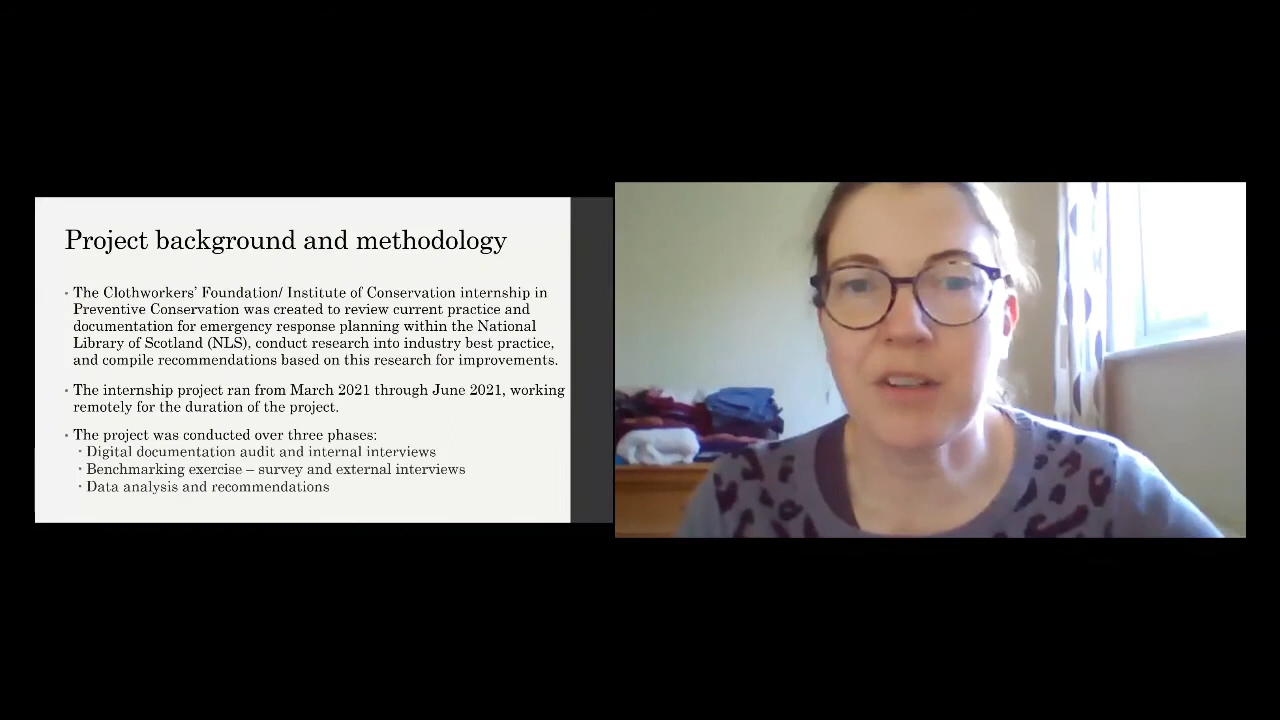 Project background and methodology
• The Clothworkers' Foundation/ Institute of Conservation internship in
Preventive Conservation was created to review current practice and
documentation for emergency response planning within the National
Library of Scotland (NLS), conduct research into industry best practice,
and compile recommendations based on this research for improvements.
• The internship project ran from March 2021 through June 2021, working
remotely for the duration of the project.
• The project was conducted over three phases:
• Digital documentation audit and internal interviews
• Benchmarking exercise – survey and external interviews
• Data analysis and recommendations